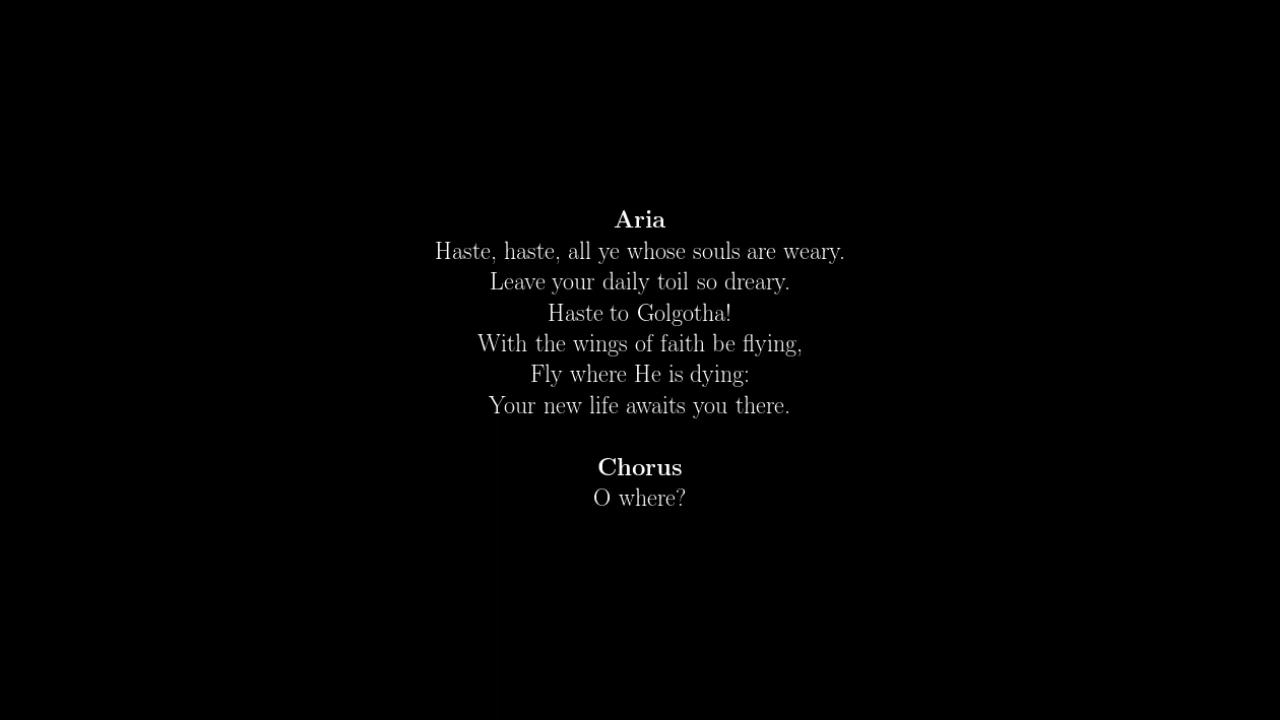 Aria
Haste, haste, all ye whose souls are weary.
Leave your daily toil so dreary.
Haste to Golgotha!
With the wings of faith be flying,
Fly where He is dying:
Your new life awaits you there.
Chorus
O where?